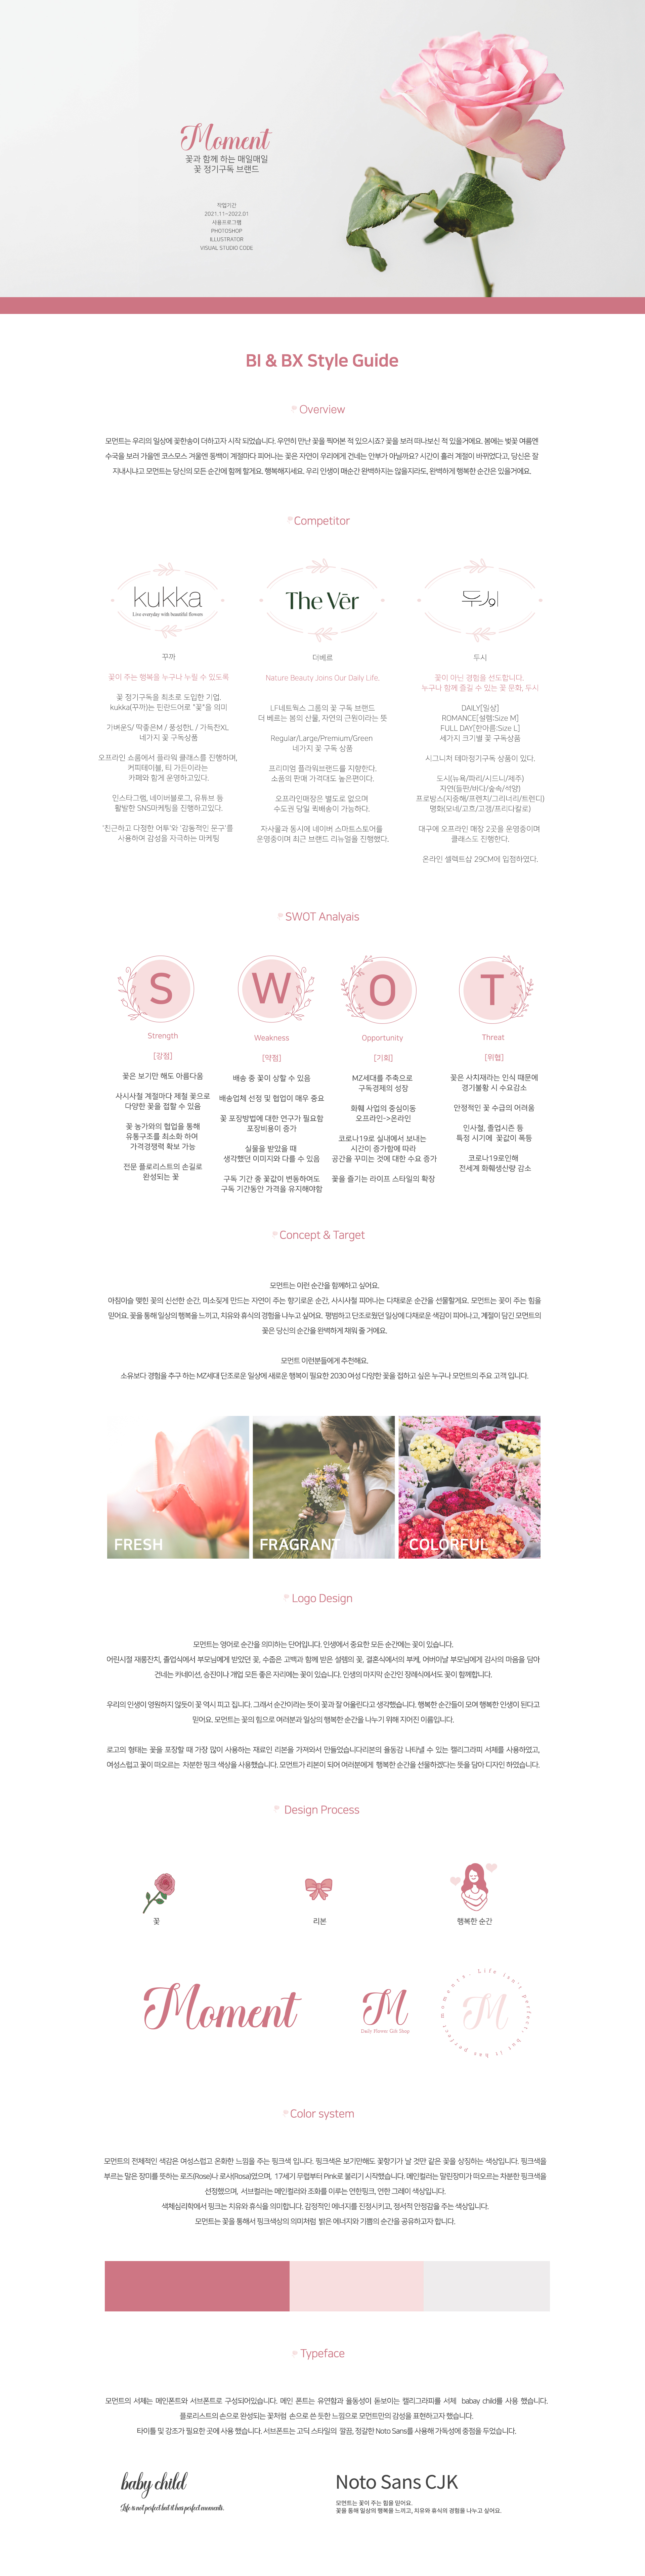 Moment
꽃과 함께 하는 매일매일
꽃 정기구독 브랜드
작업기간
2021.11~2022.01
사용프로그램
PHOTOSHOP
ILLUSTRATOR
VISUAL STUDIO CODE
BI & BX Style Guide
Overview
모먼트는 우리의 일상에 꽃한송이 더하고자 시작 되었습니다. 우연히 만난 꽃을 찍어본 적 있으시죠? 꽃을 보러 떠나보신 적 있을거에요. 봄에는 벚꽃 여름엔
수국을 보러 가을엔 코스모스 겨울엔 동백이 계절마다 피어나는 꽃은 자연이 우리에게 건네는 안부가 아닐까요? 시간이 흘러 계절이 바뀌었다고, 당신은 잘
지내시냐고 모먼트는 당신의 모든 순간에 함께 할게요. 행복해지세요. 우리 인생이 매순간 완벽하지는 않을지라도, 완벽하게 행복한 순간은 있을거에요.
Competitor
kukka
Live everyday with beautiful flowers
The Vēr
두시
꾸까
더베르
두시
꽃이 주는 행복을 누구나 누릴 수 있도록
꽃 정기구독을 최초로 도입한 기업.
kukka(꾸까)는 핀란드어로 "꽃"을 의미
가벼운S/ 딱좋은M / 풍성한L / 가득찬XL
네가지 꽃 구독상품
오프라인 쇼룸에서 플라워 클래스를 진행하며,
커피테이블, 티 가든이라는
카페와 함게 운영하고있다.
인스타그램, 네이버블로그, 유튜브 등
활발한 SNS마케팅을 진행하고있다.
'친근하고 다정한 어투'와 '감동적인 문구'를
사용하여 감성을 자극하는 마케팅
Nature Beauty Joins Our Daily Life.
LF네트웍스 그룹의 꽃 구독 브랜드
더 베르는 봄의 산물, 자연의 근원이라는 뜻
Regular/Large/Premium/Green
네가지 꽃 구독 상품
프리미엄 플라워브랜드를 지향한다.
소품의 판매 가격대도 높은편이다.
오프라인매장은 별도로 없으며
수도권 당일 퀵배송이 가능하다.
자사몰과 동시에 네이버 스마트스토어를
운영중이며 최근 브랜드 리뉴얼을 진행했다.
꽃이 아닌 경험을 선도합니다.
누구나 함께 즐길 수 있는 꽃 문화, 두시
DAILY[일상]
ROMANCE[설렘:Size M]
FULL DAY[한아름:Size L]
세가지 크기별 꽃 구독상품
시그니처 테마정기구독 상품이 있다.
도시(뉴욕/파리/시드니/제주)
자연(들판/바다/숲속/석양)
프로방스(지중해/프렌치/그리너리/트렌디)
명화(모네/고흐/고갱/프리다칼로)
대구에 오프라인 매장 2곳을 운영중이며
클래스도 진행한다.
온라인 셀렉트샵 29CM에 입점하였다.
SWOT Analyais
S
W
O
T
Strength
[강점]
꽃은 보기만 해도 아름다움
사시사철 계절마다 제철 꽃으로
다양한 꽃을 접할 수 있음
꽃 농가와의 협업을 통해
유통구조를 최소화 하여
가격경쟁력 확보 가능
전문 플로리스트의 손길로
완성되는 꽃
Weakness
[약점]
배송 중 꽃이 상할 수 있음
배송업체 선정 및 협업이 매우 중요
꽃 포장방법에 대한 연구가 필요함
포장비용이 증가
실물을 받았을 때
생각했던 이미지와 다를 수 있음
구독 기간 중 꽃값이 변동하여도
구독 기간동안 가격을 유지해야함
Opportunity
[기회]
MZ세대를 주축으로
구독경제의 성장
화훼 사업의 중심이동
오프라인->온라인
코로나19로 실내에서 보내는
시간이 증가함에 따라
공간을 꾸미는 것에 대한 수요 증가
꽃을 즐기는 라이프 스타일의 확장
Threat
[위협]
꽃은 사치재라는 인식 때문에
경기불황 시 수요감소
안정적인 꽃 수급의 어려움
인사철, 졸업시즌 등
특정 시기에 꽃값이 폭등
코로나19로인해
전세계 화훼생산량 감소
Concept & Target
모먼트는 이런 순간을 함께하고 싶어요.
아침이슬 맺힌 꽃의 신선한 순간, 미소짓게 만드는 자연이 주는 향기로운 순간, 사시사철 피어나는 다채로운 순간을 선물할게요. 모먼트는 꽃이 주는 힘을
믿어요. 꽃을 통해 일상의 행복을 느끼고, 치유와 휴식의 경험을 나누고 싶어요. 평범하고 단조로웠던 일상에 다채로운 색감이 피어나고, 계절이 담긴 모먼트의
꽃은 당신의 순간을 완벽하게 채워 줄 거에요.
모먼트 이런분들에게 추천해요.
소유보다 경험을 추구 하는 MZ세대 단조로운 일상에 새로운 행복이 필요한 2030 여성 다양한 꽃을 접하고 싶은 누구나 모먼트의 주요 고객 입니다.
FRESH
FRAGRANT
COLORFUL
Logo Design
모먼트는 영어로 순간을 의미하는 단어입니다. 인생에서 중요한 모든 순간에는 꽃이 있습니다.
어린시절 재롱잔치, 졸업식에서 부모님에게 받았던 꽃, 수줍은 고백과 함께 받은 설렘의 꽃, 결혼식에서의 부케, 어버이날 부모님에게 감사의 마음을 담아
건네는 카네이션, 승진이나 개업 모든 좋은 자리에는 꽃이 있습니다. 인생의 마지막 순간인 장례식에서도 꽃이 함께합니다.
우리의 인생이 영원하지 않듯이 꽃 역시 피고 집니다. 그래서 순간이라는 뜻이 꽃과 잘 어울린다고 생각했습니다. 행복한 순간들이 모여 행복한 인생이 된다고
믿어요. 모먼트는 꽃의 힘으로 여러분과 일상의 행복한 순간을 나누기 위해 지어진 이름입니다.
로고의 형태는 꽃을 포장할 때 가장 많이 사용하는 재료인 리본을 가져와서 만들었습니다리본의 율동감 나타낼 수 있는 캘리그라피 서체를 사용하였고,
여성스럽고 꽃이 떠오르는 차분한 핑크 색상을 사용했습니다. 모먼트가 리본이 되어 여러분에게 행복한 순간을 선물하겠다는 뜻을 담아 디자인 하였습니다.
Design Process
꽃
리본
행복한 순간
Moment
M
Daily Flower Gift Shop
M
Life isn't perfect, but it has perfect moments.
Color system
모먼트의 전체적인 색감은 여성스럽고 온화한 느낌을 주는 핑크색 입니다. 핑크색은 보기만해도 꽃향기가 날 것만 같은 꽃을 상징하는 색상입니다. 핑크색을
부르는 말은 장미를 뜻하는 로즈(Rose)나 로사(Rosa)였으며, 17세기 무렵부터 Pink로 불리기 시작했습니다. 메인컬러는 말린장미가 떠오르는 차분한 핑크색을
선정했으며, 서브컬러는 메인컬러와 조화를 이루는 연한핑크, 연한 그레이 색상입니다.
색체심리학에서 핑크는 치유와 휴식을 의미합니다. 감정적인 에너지를 진정시키고, 정서적 안정감을 주는 색상입니다.
모먼트는 꽃을 통해서 핑크색상의 의미처럼 밝은 에너지와 기쁨의 순간을 공유하고자 합니다.
Typeface
모먼트의 서체는 메인폰트와 서브폰트로 구성되어있습니다. 메인 폰트는 유연함과 율동성이 돋보이는 캘리그라피를 서체 babay child를 사용 했습니다.
플로리스트의 손으로 완성되는 꽃처럼 손으로 쓴 듯한 느낌으로 모먼트만의 감성을 표현하고자 했습니다.
타이틀 및 강조가 필요한 곳에 사용 했습니다. 서브폰트는 고딕 스타일의 깔끔, 정갈한 Noto Sans를 사용해 가독성에 중점을 두었습니다.
baby child
Life is not perfect but it has perfect moments.
Noto Sans CJK
모먼트는 꽃이 주는 힘을 믿어요.
꽃을 통해 일상의 행복을 느끼고, 치유와 휴식의 경험을 나누고 싶어요.